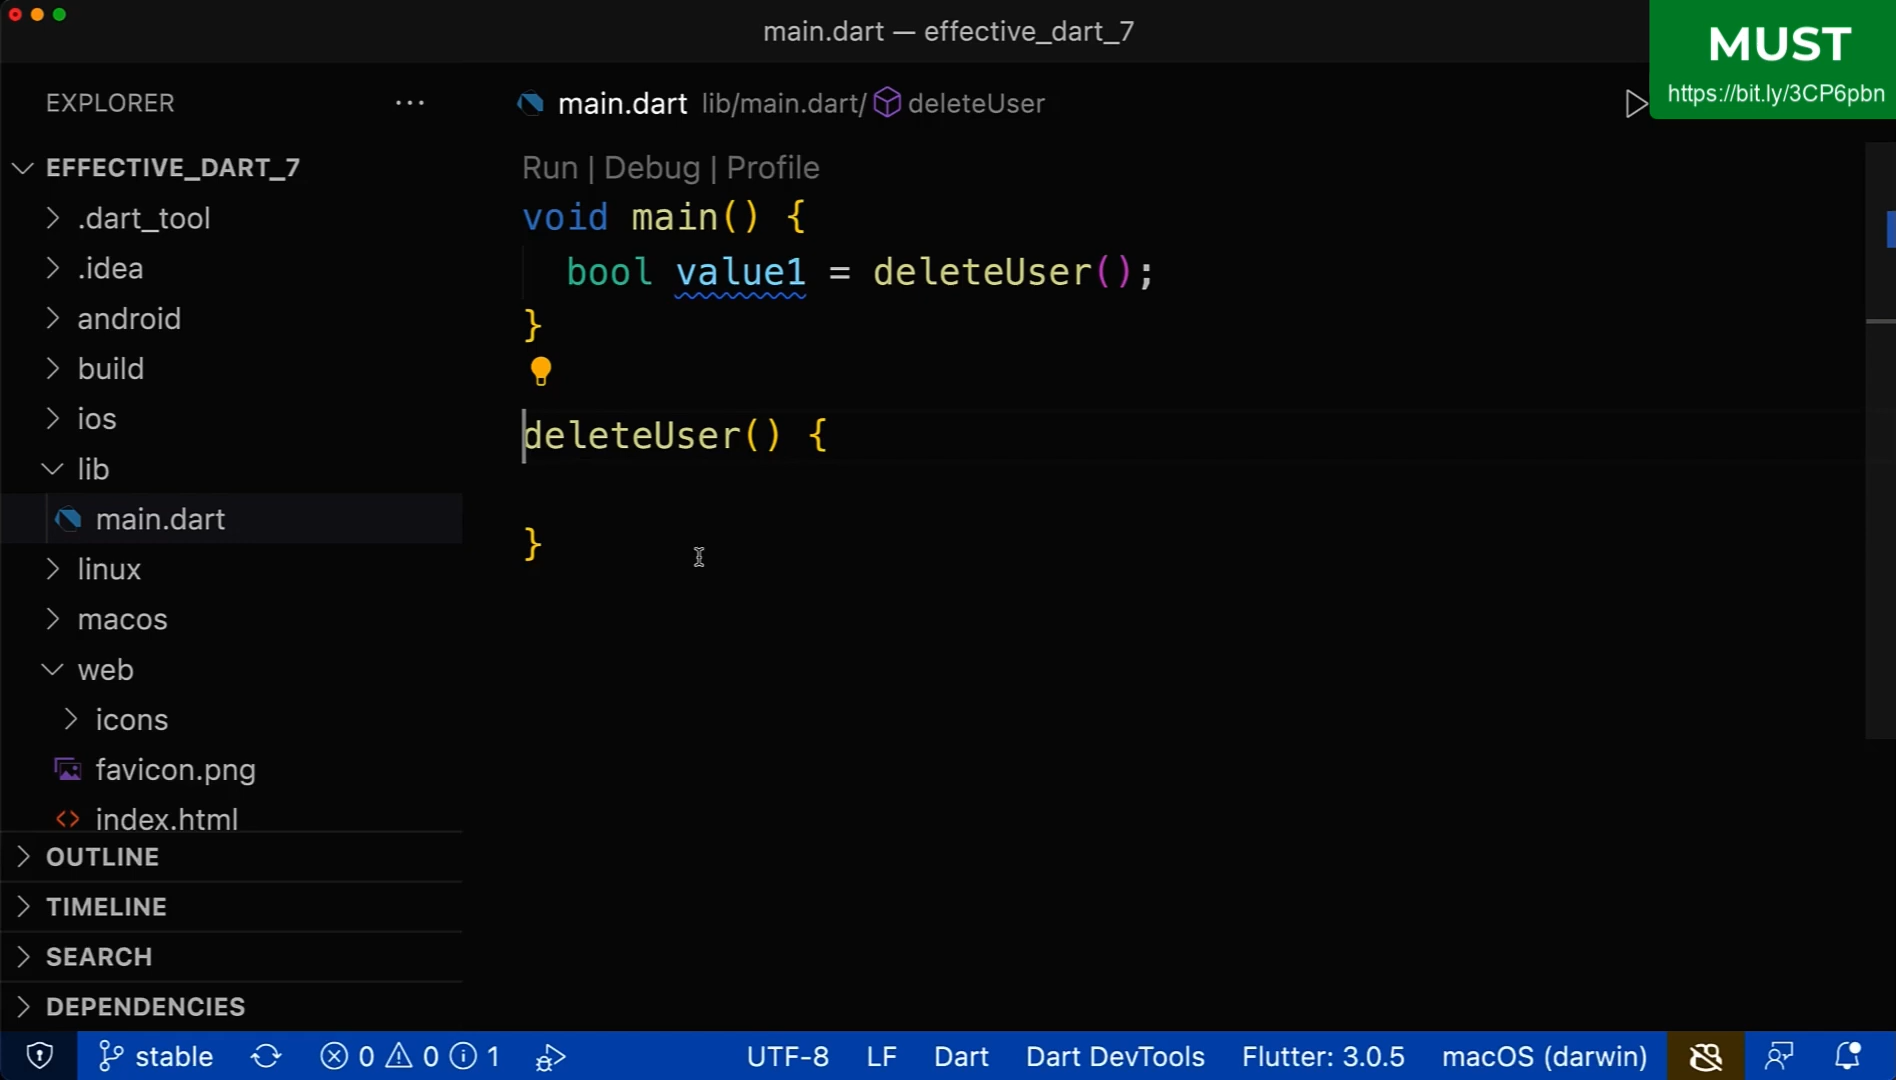 main.dart — effective_dart_7
MUST
https://bit.ly/3CP6pbn
EXPLORER
EFFECTIVE_DART_7
.dart_tool
.idea
android
build
ios
lib
main.dart
linux
macos
web
icons
favicon.png
index.html
OUTLINE
TIMELINE
SEARCH
DEPENDENCIES
main.dart lib/main.dart/ deleteUser
Run | Debug | Profile
void main() {
bool value1 = deleteUser();
}
deleteUser() {
}
stable 0 0 1 UTF-8 LF Dart Dart DevTools Flutter: 3.0.5 macOS (darwin)